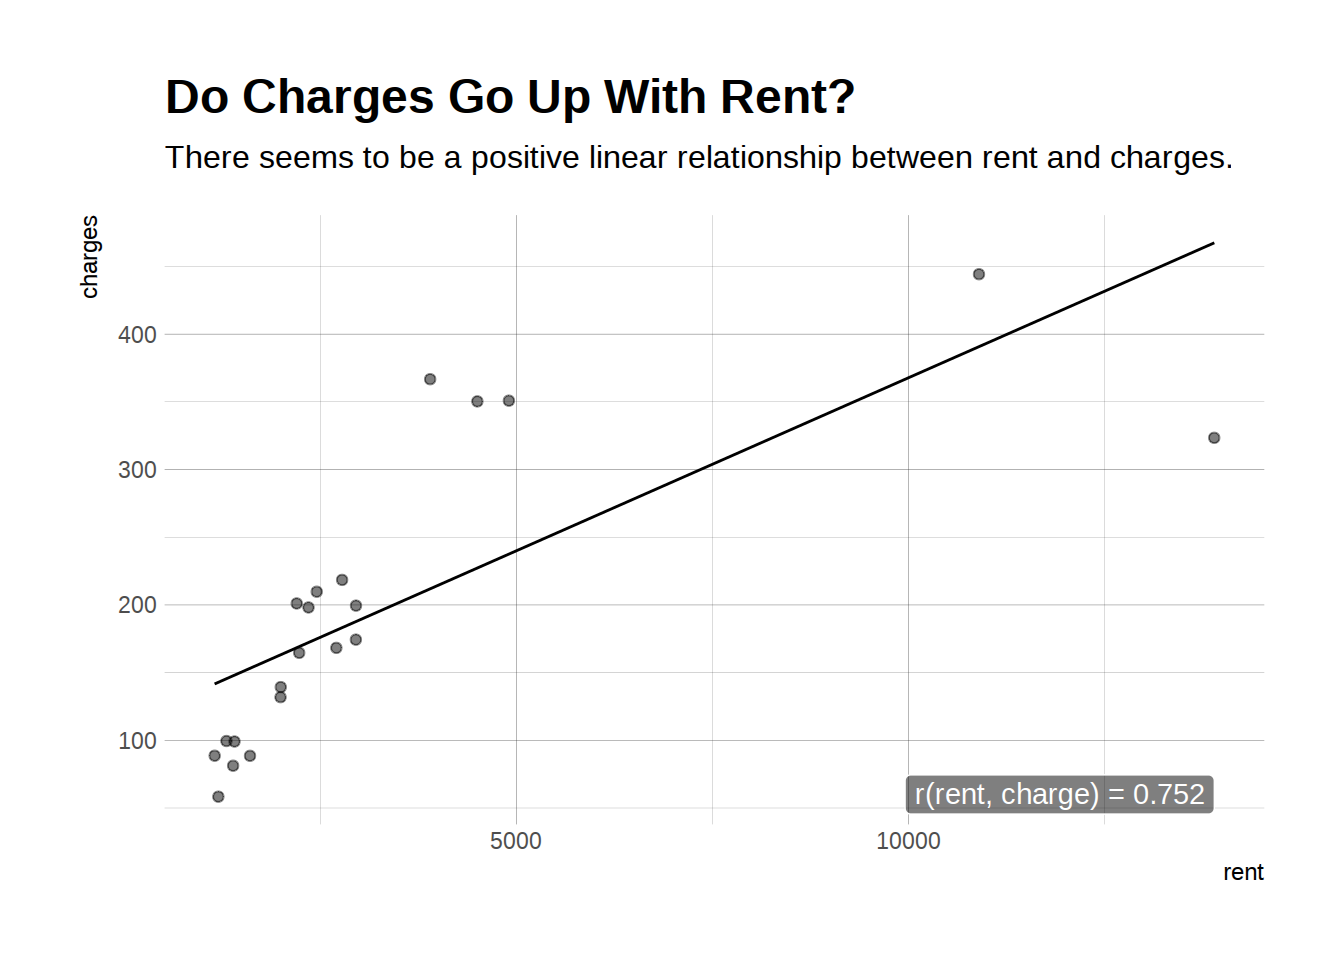 Do Charges Go Up With Rent?
There seems to be a positive linear relationship between rent and charges.
charges
400
300
200
100
r(rent, charge) = 0.752
5000 10000
rent